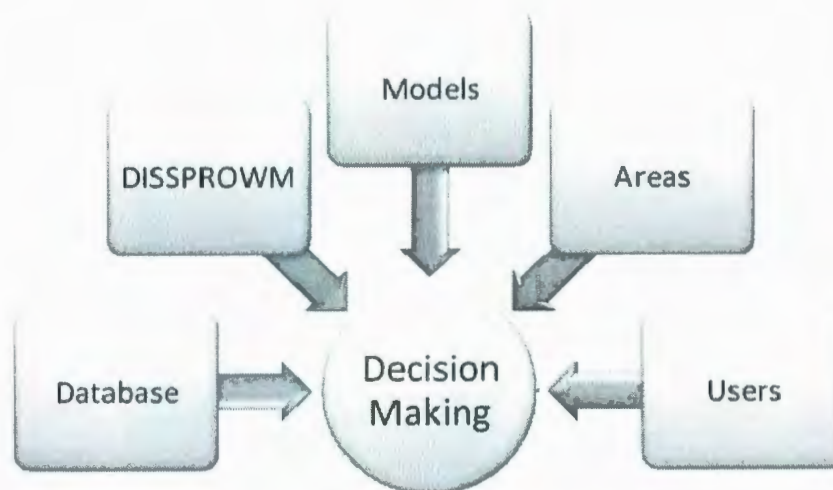 Models
DISSPROWM
Areas
Database
Decision
Making
Users